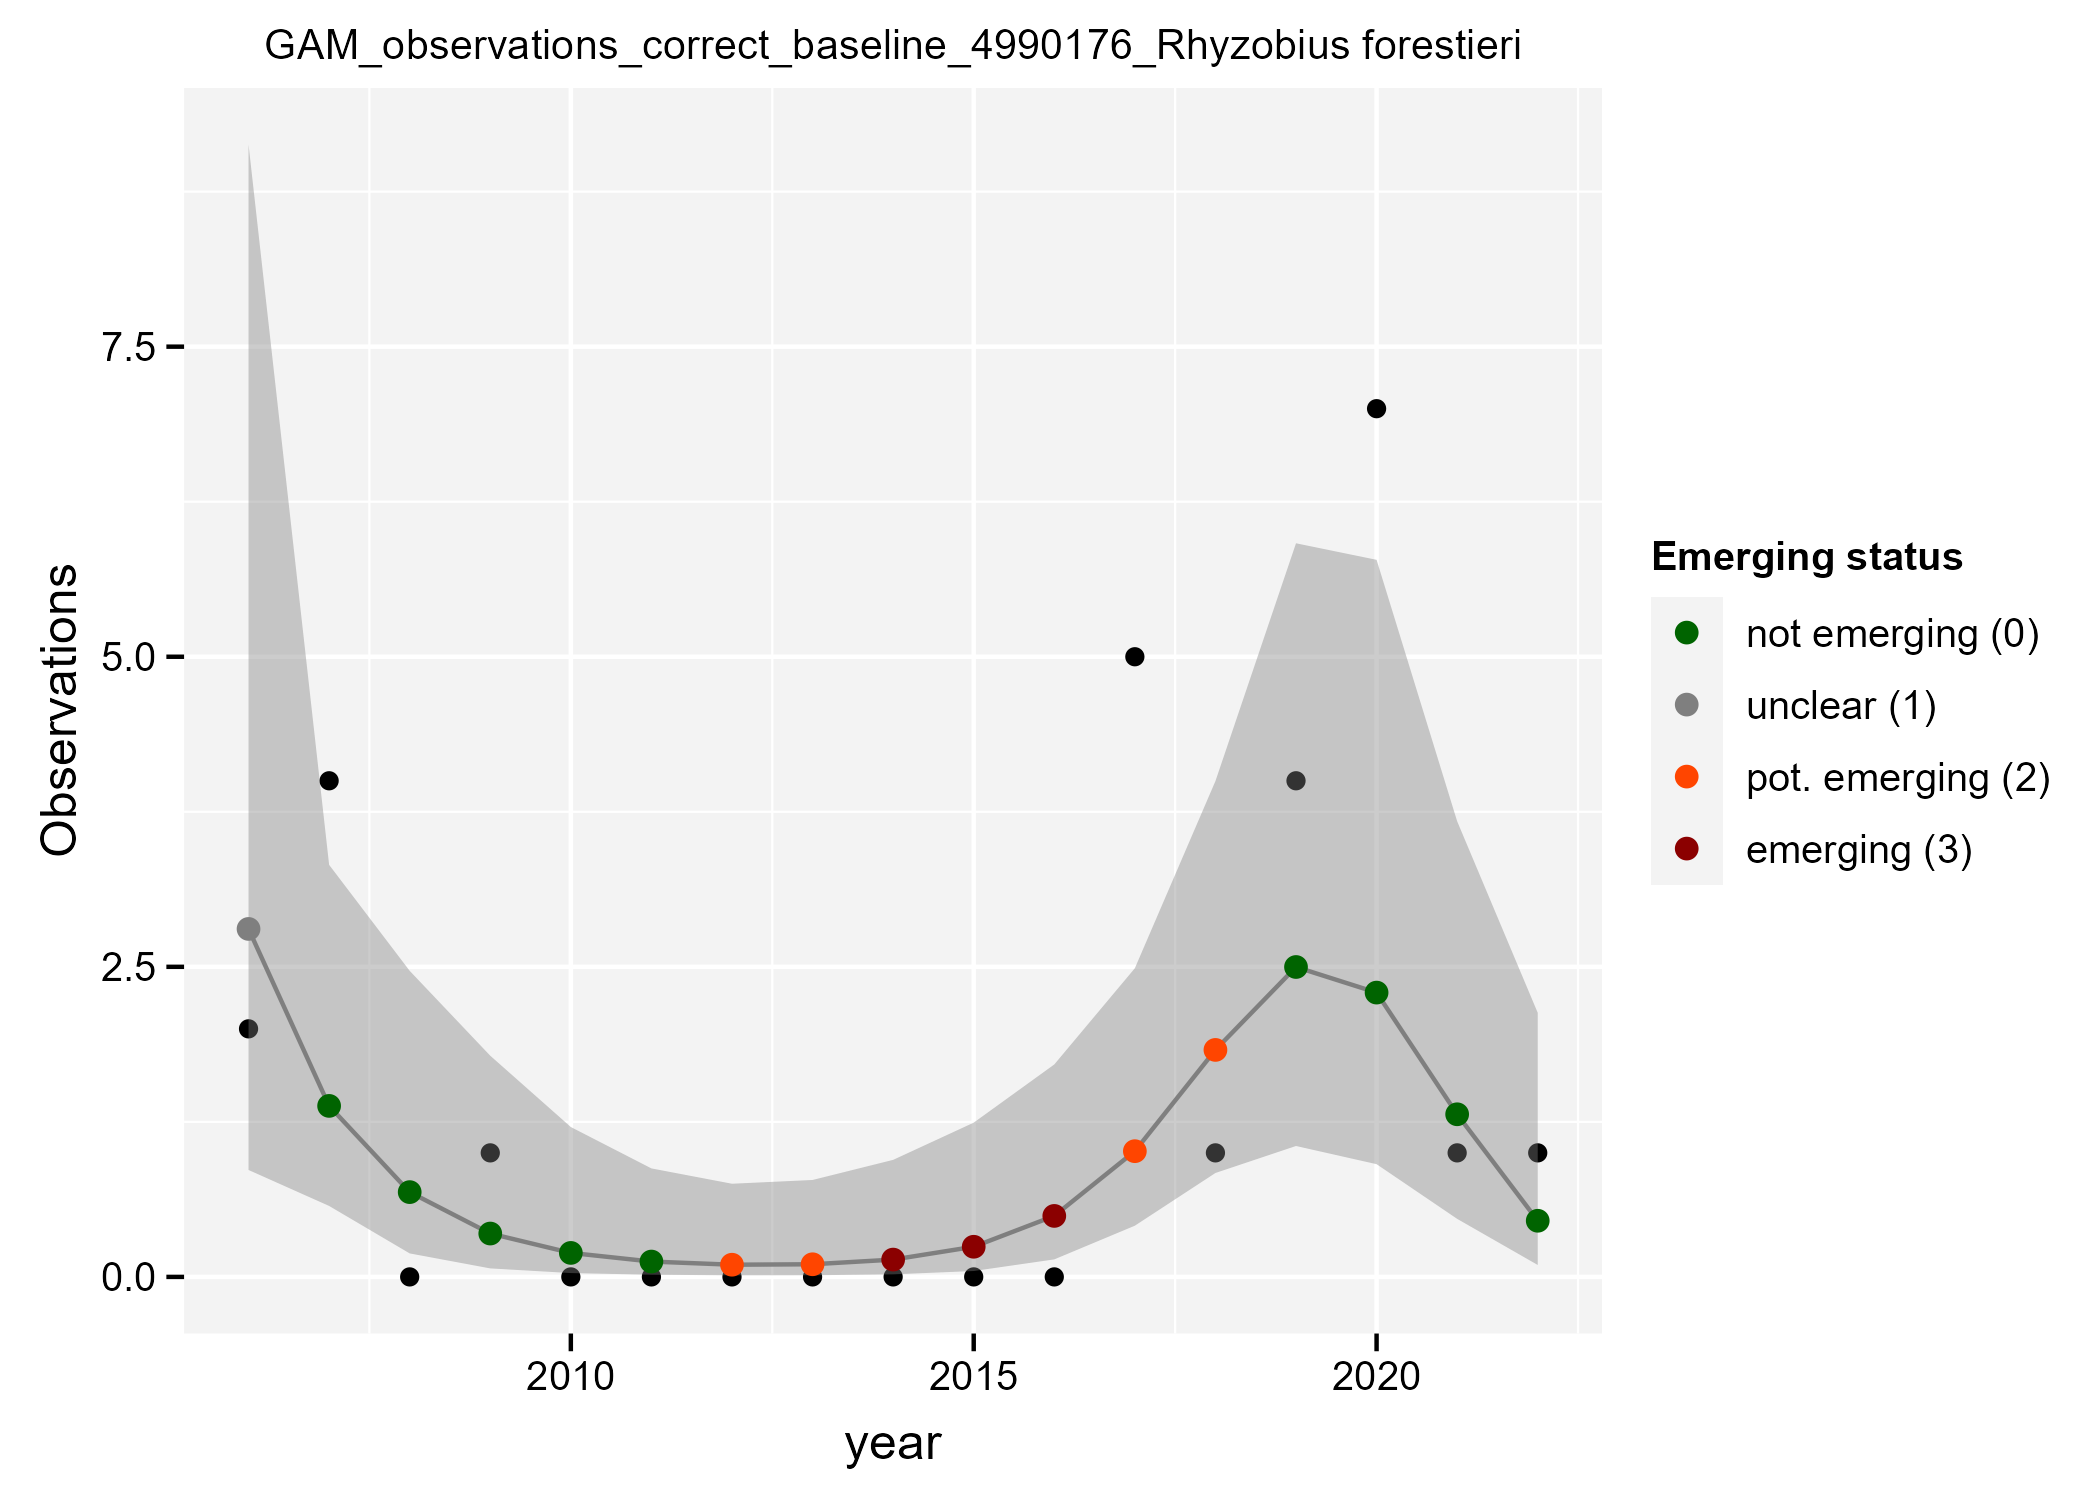 GAM_observations_correct_baseline_4990176_Rhyzobius forestieri
Observations
7.5
5.0
2.5
0.0
2010
2015
2020
year
Emerging status
not emerging (0)
unclear (1)
pot. emerging (2)
emerging (3)